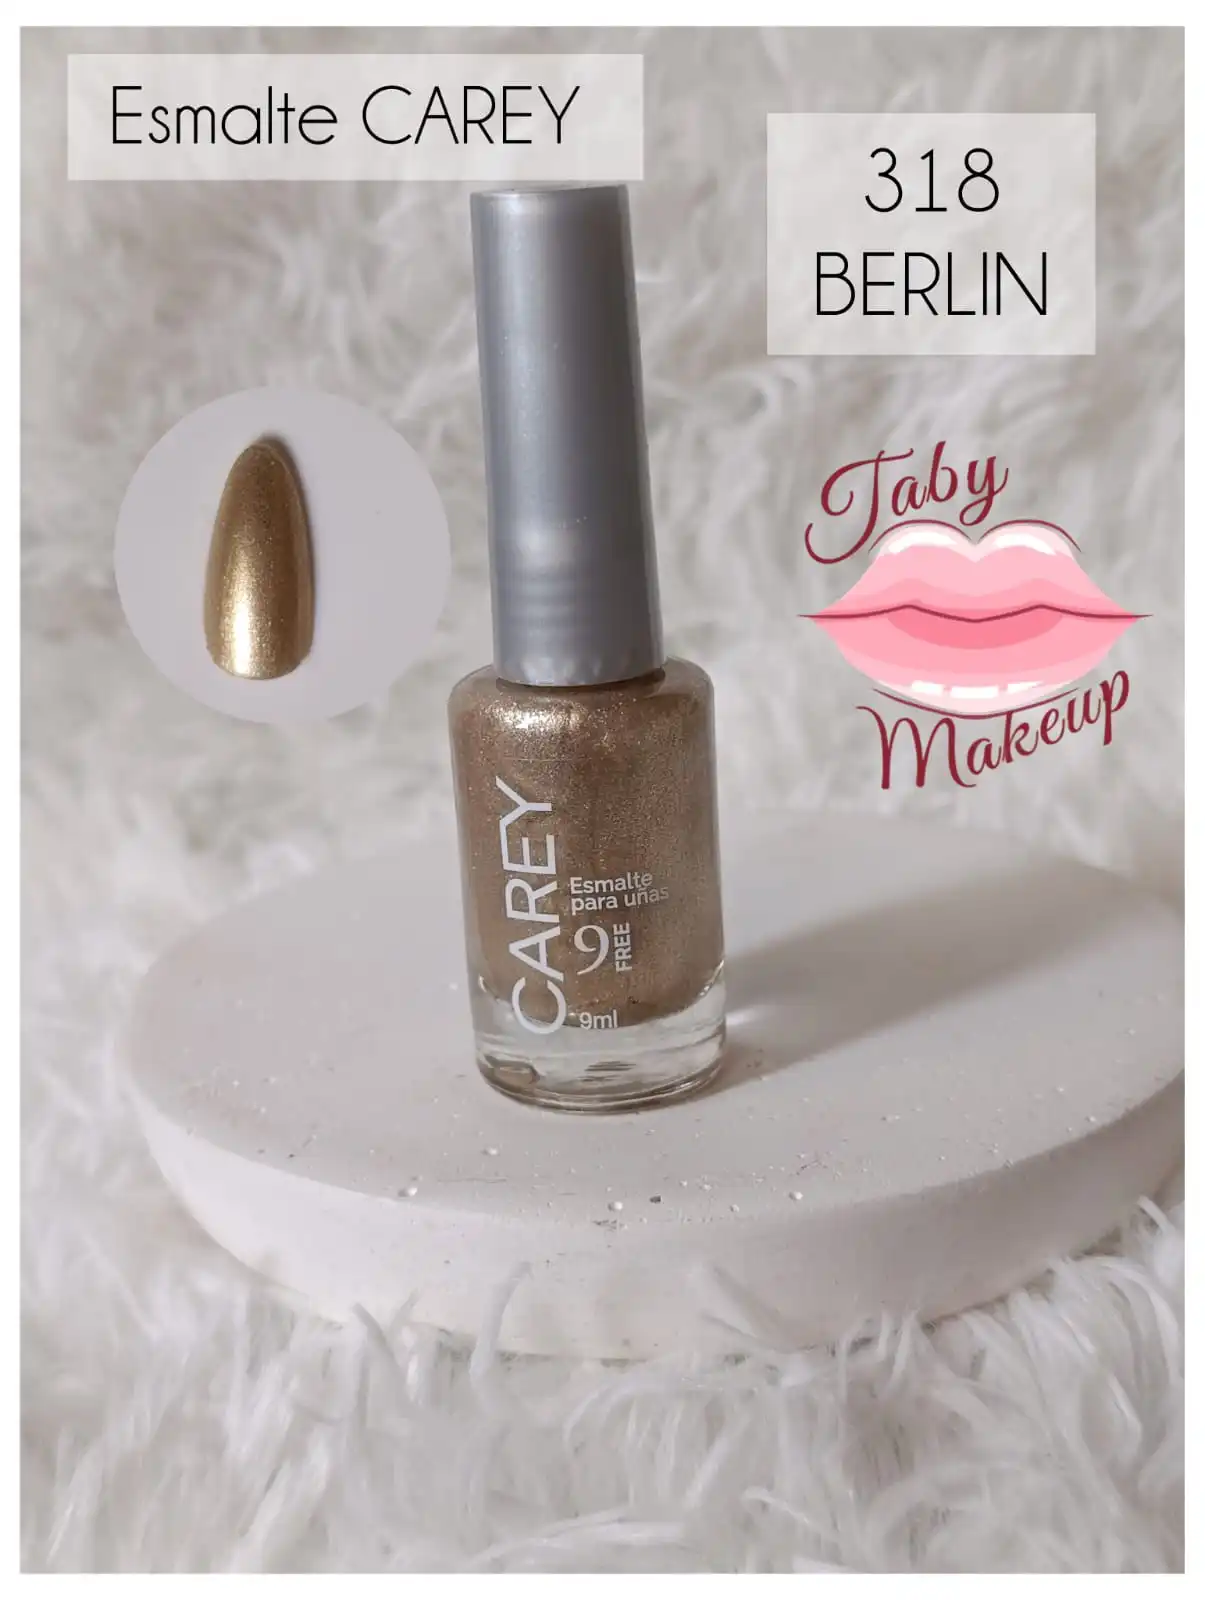 Esmalte CAREY
318
BERLIN
Taby
Makeup
CAREY
Esmalte
para uñas
9
FREE
9ml